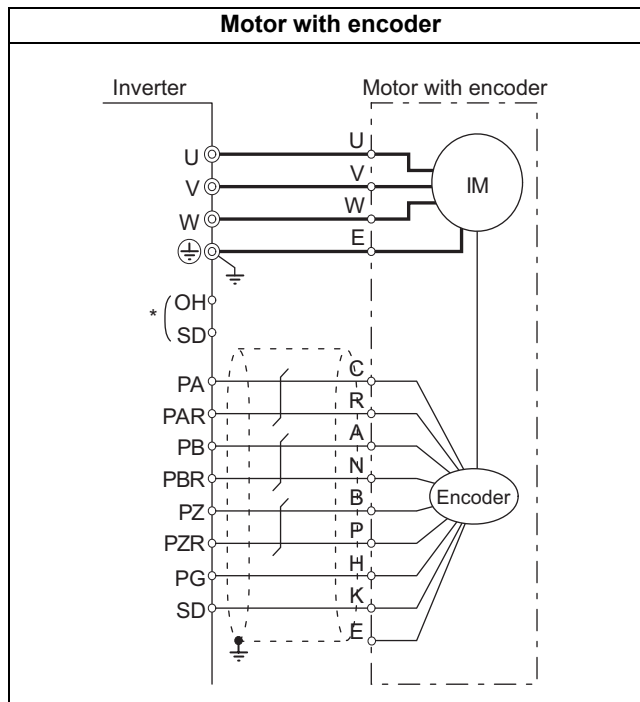 Motor with encoder
Inverter
Motor with encoder
U U
V V
W W
E
IM
* OH
SD
PA C
PAR R
PB A
PBR N
PZ B
PZR P
PG H
SD K
E
Encoder